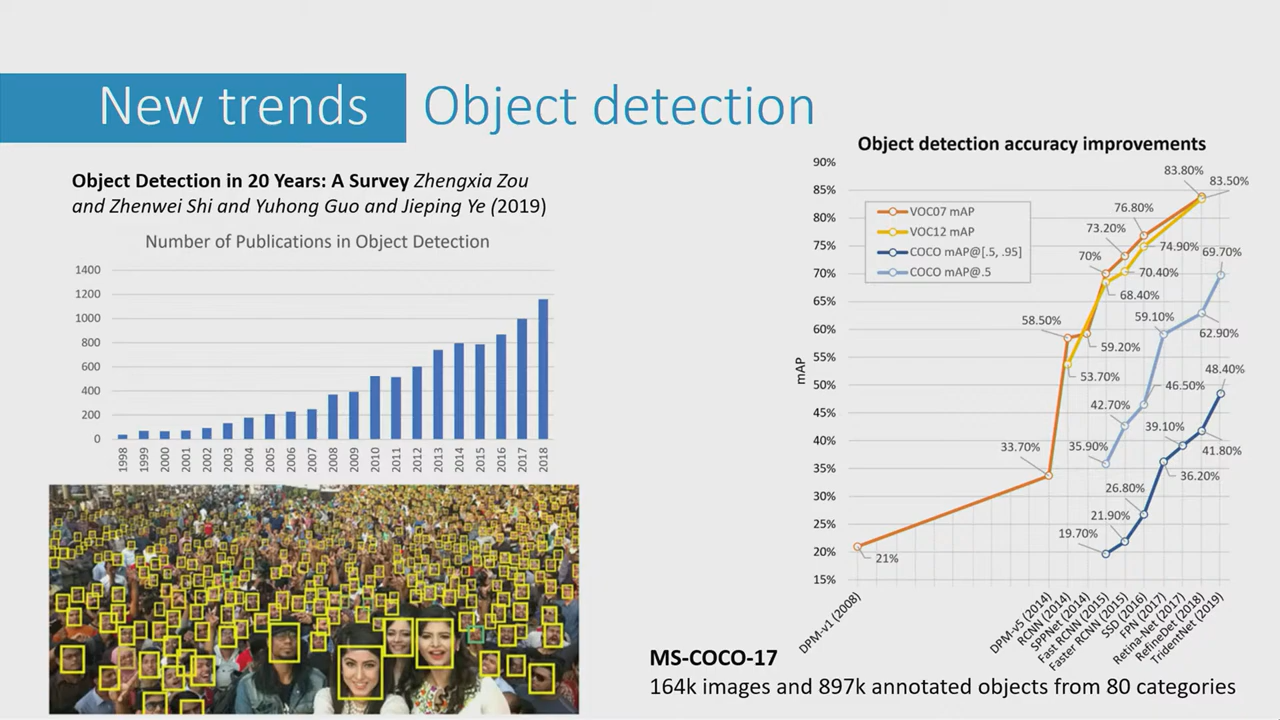 New trends
Object detection
Object Detection in 20 Years: A Survey Zhengxia Zou
and Zhenwei Shi and Yuhong Guo and Jieping Ye (2019)
Number of Publications in Object Detection
1400
1200
1000
800
600
400
200
0
1998
1999
2000
2001
2002
2003
2004
2005
2006
2007
2008
2009
2010
2011
2012
2013
2014
2015
2016
2017
2018
Object detection accuracy improvements
90%
85%
80%
75%
70%
65%
60%
55%
50%
45%
40%
35%
30%
25%
20%
15%
mAP
VOC07 mAP
VOC12 mAP
COCO mAP@[.5, .95]
COCO mAP@.5
83.80%
83.50%
76.80%
73.20%
74.90%
70%
70.40%
69.70%
68.40%
58.50%
59.10%
62.90%
59.20%
53.70%
48.40%
46.50%
42.70%
39.10%
41.80%
33.70%
35.90%
36.20%
26.80%
21.90%
19.70%
21%
DPM-v1 (2008)
DPM-v5 (2014)
RCNN (2014)
SPPNet (2014)
Fast RCNN (2015)
Faster RCNN (2015)
SSD (2016)
FPN (2017)
Retina-Net (2017)
RefineDet (2018)
TridentNet (2019)
MS-COCO-17
164k images and 897k annotated objects from 80 categories